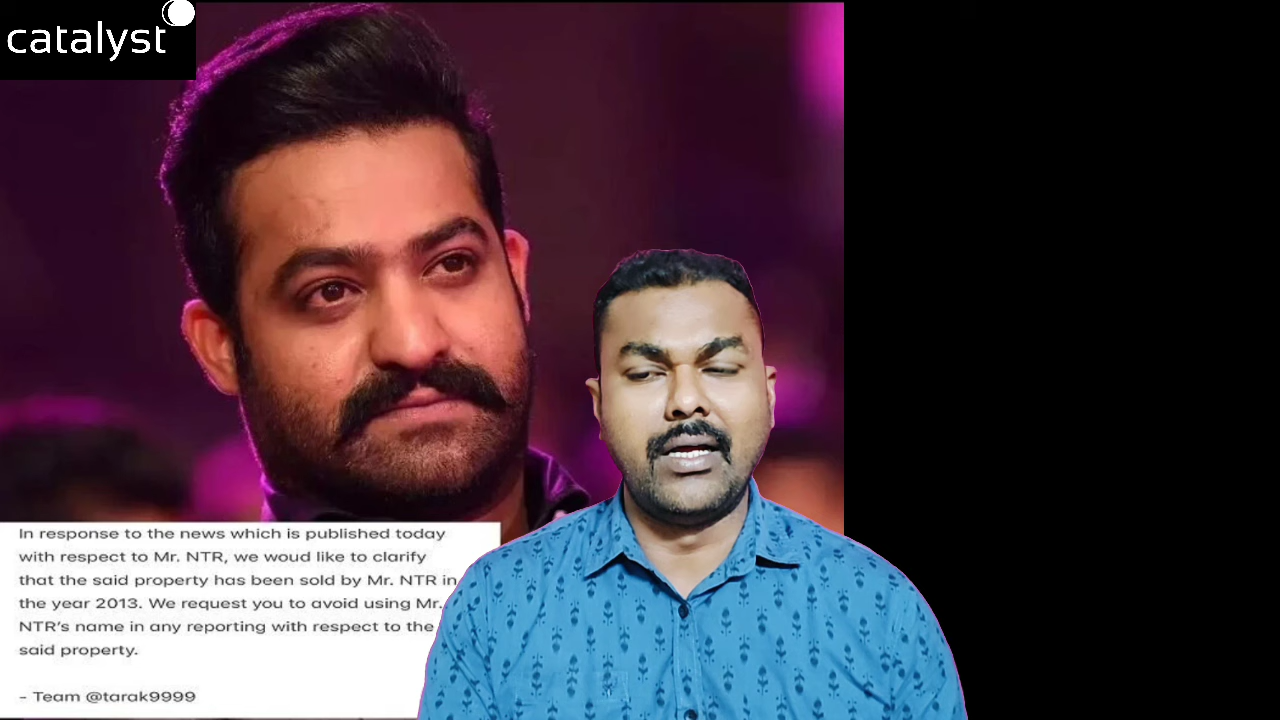 catalyst
In response to the news which is published today
with respect to Mr. NTR, we woud like to clarify
that the said property has been sold by Mr. NTR in
the year 2013. We request you to avoid using Mr.
NTR's name in any reporting with respect to the
said property.
- Team @tarak9999